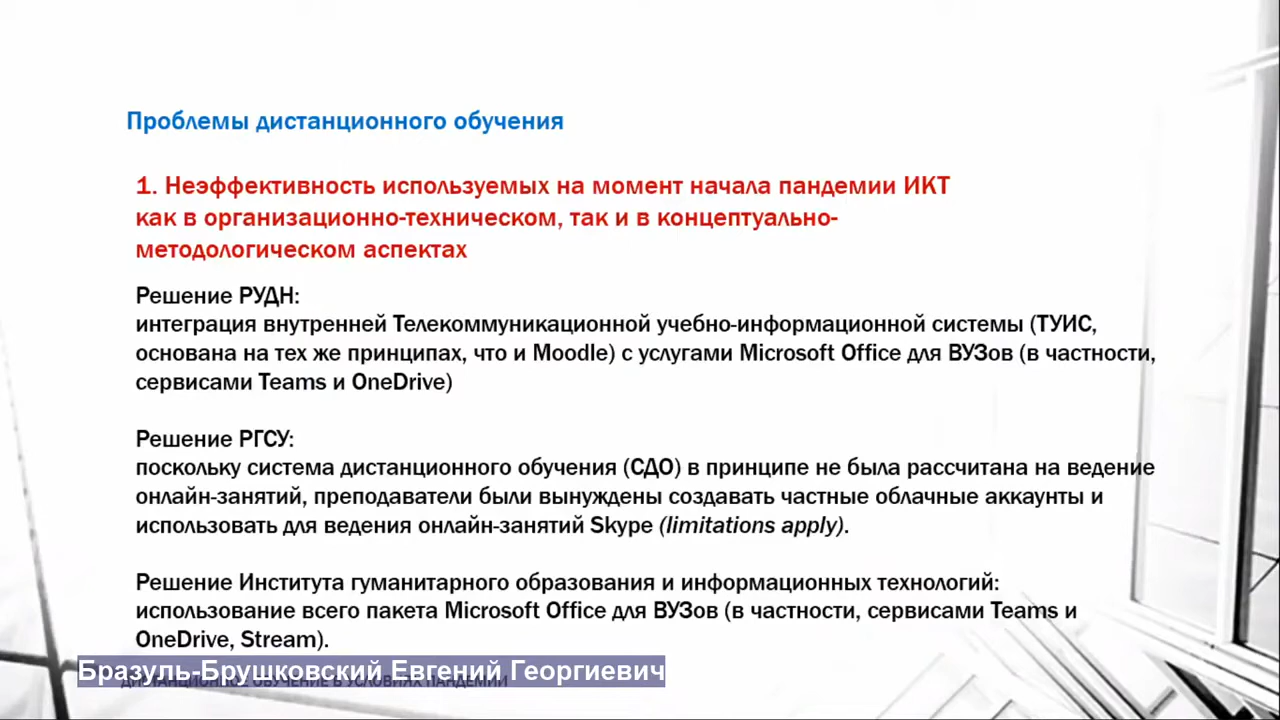 Проблемы дистанционного обучения
1. Неэффективность используемых на момент начала пандемии ИКТ
как в организационно-техническом, так и в концептуально-
методологическом аспектах
Решение РУДН:
интеграция внутренней Телекоммуникационной учебно-информационной системы (ТУИС,
основана на тех же принципах, что и Moodle) с услугами Microsoft Office для ВУЗов (в частности,
сервисами Teams и OneDrive)
Решение РГСУ:
поскольку система дистанционного обучения (СДО) в принципе не была рассчитана на ведение
онлайн-занятий, преподаватели были вынуждены создавать частные облачные аккаунты и
использовать для ведения онлайн-занятий Skype (limitations apply).
Решение Института гуманитарного образования и информационных технологий:
использование всего пакета Microsoft Office для ВУЗов (в частности, сервисами Teams и
OneDrive, Stream).
Бразуль-Брушковский Евгений Георгиевич
ДИСТАНЦИОННОЕ ОБУЧЕНИЕ В УСЛОВИЯХ ПАНДЕМИИ